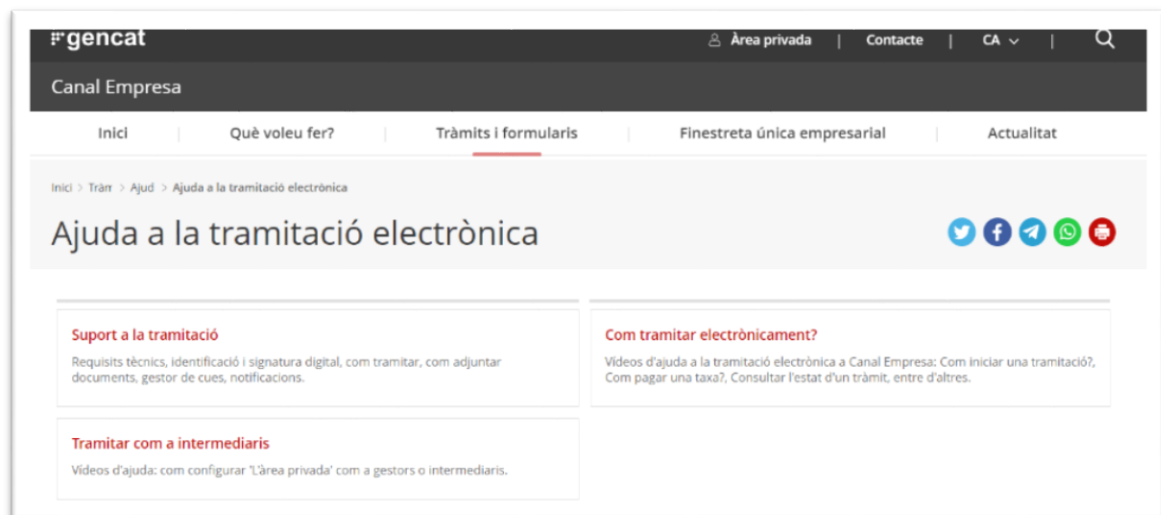 gencat
Àrea privada | Contacte | CA |
Canal Empresa
Inici | Què voleu fer? | Tràmits i formularis | Finestreta única empresarial | Actualitat
Inici > Tràm > Ajud > Ajuda a la tramitació electrònica
Ajuda a la tramitació electrònica
Suport a la tramitació
Requisits tècnics, identificació i signatura digital, com tramitar, com adjuntar
documents, gestor de cues, notificacions.
Com tramitar electrònicament?
Vídeos d'ajuda a la tramitació electrònica a Canal Empresa: Com iniciar una tramitació?,
Com pagar una taxa?, Consultar l'estat d'un tràmit, entre d'altres.
Tramitar com a intermediaris
Vídeos d'ajuda: com configurar 'L'àrea privada' com a gestors o intermediaris.